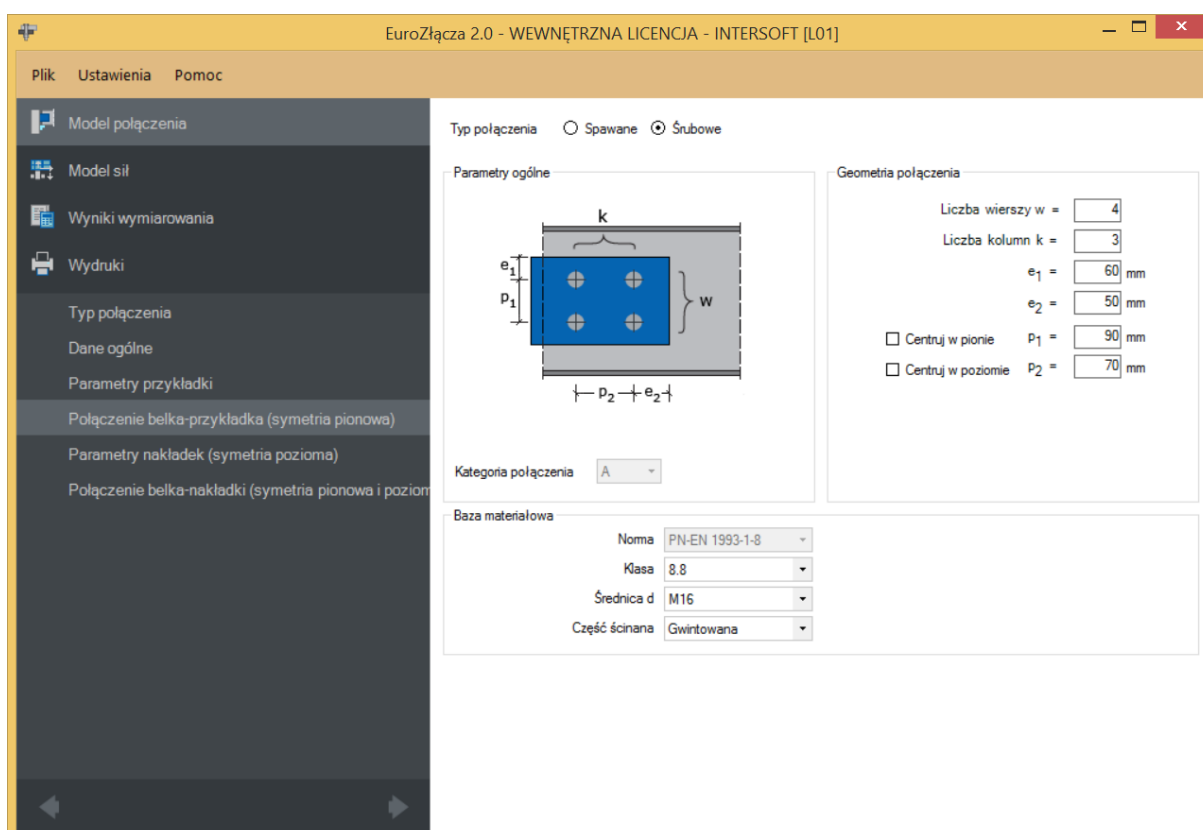 EuroZłącza 2.0 - WEWNĘTRZNA LICENCJA - INTERSOFT [L01]
Plik Ustawienia Pomoc
Model połączenia
Model sił
Wyniki wymiarowania
Wydruki
Typ połączenia
Dane ogólne
Parametry przykładki
Połączenie belka-przykładka (symetria pionowa)
Parametry nakładek (symetria pozioma)
Połączenie belka-nakładki (symetria pionowa i poziom
Typ połączenia Spawane Śrubowe
Parametry ogólne
k
e1
p1
w
p2 e2
Kategoria połączenia A
Geometria połączenia
Liczba wierszy w = 4
Liczba kolumn k = 3
e1 = 60 mm
e2 = 50 mm
Centruj w pionie p1 = 90 mm
Centruj w poziomie p2 = 70 mm
Baza materiałowa
Norma PN-EN 1993-1-8
Klasa 8.8
Średnica d M16
Część ścinana Gwintowana